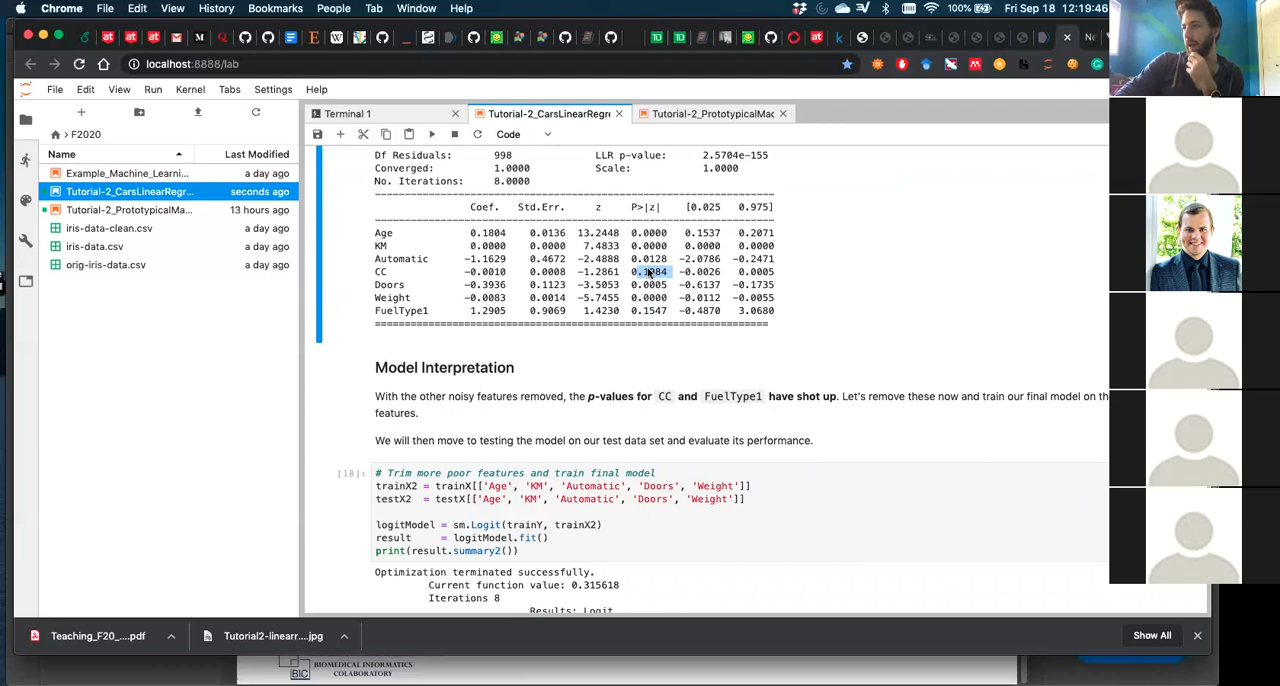 Chrome File Edit View History Bookmarks People Tab Window Help 100% Fri Sep 18 12:19:46
localhost:8888/lab
File Edit View Run Kernel Tabs Settings Help
Terminal 1 Tutorial-2_CarsLinearRegre Tutorial-2_PrototypicalMac
F2020
Code
Name Last Modified
Example_Machine_Learni... a day ago
Tutorial-2_CarsLinearRegr... seconds ago
Tutorial-2_PrototypicalMa... 13 hours ago
iris-data-clean.csv a day ago
iris-data.csv a day ago
orig-iris-data.csv a day ago
Df Residuals: 998 LLR p-value: 2.5704e-155
Converged: 1.0000 Scale: 1.0000
No. Iterations: 8.0000
Coef. Std.Err. z P>|z| [0.025 0.975]
Age 0.1804 0.0136 13.2448 0.0000 0.1537 0.2071
KM 0.0000 0.0000 7.4833 0.0000 0.0000 0.0000
Automatic -1.1629 0.4672 -2.4888 0.0128 -2.0786 -0.2471
CC -0.0010 0.0008 -1.2861 0.1984 -0.0026 0.0005
Doors -0.3936 0.1123 -3.5053 0.0005 -0.6137 -0.1735
Weight -0.0083 0.0014 -5.7455 0.0000 -0.0112 -0.0055
FuelType1 1.2905 0.9069 1.4230 0.1547 -0.4870 3.0680
Model Interpretation
With the other noisy features removed, the p-values for CC and FuelType1 have shot up. Let's remove these now and train our final model on the
features.
We will then move to testing the model on our test data set and evaluate its performance.
[18]: # Trim more poor features and train final model
trainX2 = trainX[['Age', 'KM', 'Automatic', 'Doors', 'Weight']]
testX2 = testX[['Age', 'KM', 'Automatic', 'Doors', 'Weight']]
logitModel = sm.Logit(trainY, trainX2)
result = logitModel.fit()
print(result.summary2())
Optimization terminated successfully.
Current function value: 0.315618
Iterations 8
Results: Logit
Teaching_F20_....pdf Tutorial2-linearr....jpg Show All
BIOMEDICAL INFORMATICS
BIC COLLABORATORY